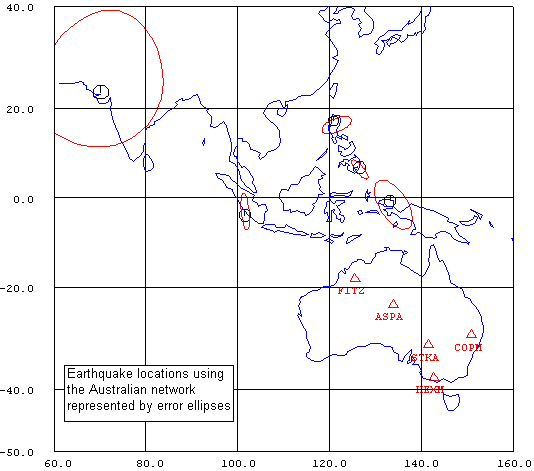 40.0
20.0
0.0
-20.0
FITZ
ASPA
COPM
STKA
Earthquake locations using
the Australian network
represented by error ellipses
-40.0
-50.0
60.0 80.0 100.0 120.0 140.0 160.0